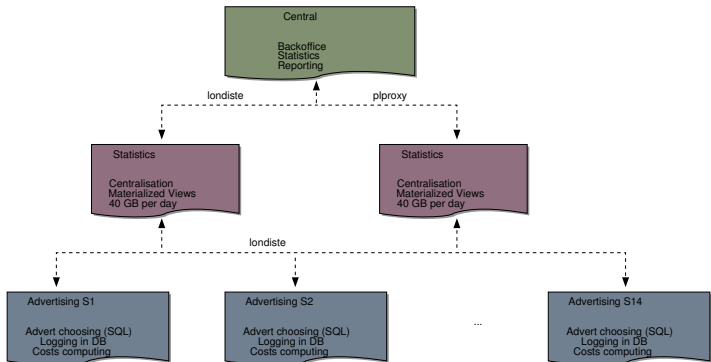 Central
Backoffice
Statistics
Reporting
londiste
plproxy
Statistics
Centralisation
Materialized Views
40 GB per day
Statistics
Centralisation
Materialized Views
40 GB per day
londiste
Advertising S1
Advert choosing (SQL)
Logging in DB
Costs computing
Advertising S2
Advert choosing (SQL)
Logging in DB
Costs computing
...
Advertising S14
Advert choosing (SQL)
Logging in DB
Costs computing